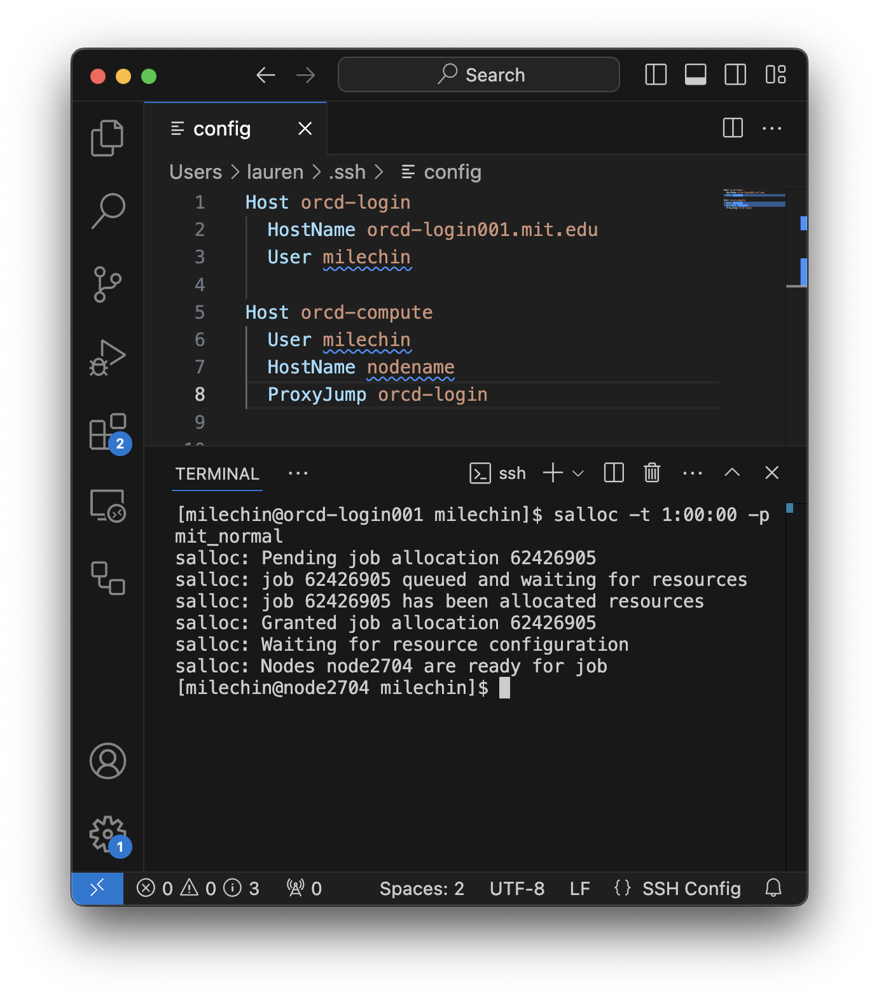 Search
config
Users > lauren > .ssh > config
1 Host orcd-login
2 HostName orcd-login001.mit.edu
3 User milechin
4
5 Host orcd-compute
6 User milechin
7 HostName nodename
8 ProxyJump orcd-login
9
2
TERMINAL ··· ssh
[milechin@orcd-login001 milechin]$ salloc -t 1:00:00 -p
mit_normal
salloc: Pending job allocation 62426905
salloc: job 62426905 queued and waiting for resources
salloc: job 62426905 has been allocated resources
salloc: Granted job allocation 62426905
salloc: Waiting for resource configuration
salloc: Nodes node2704 are ready for job
[milechin@node2704 milechin]$
1
0 0 3 0 Spaces: 2 UTF-8 LF {} SSH Config